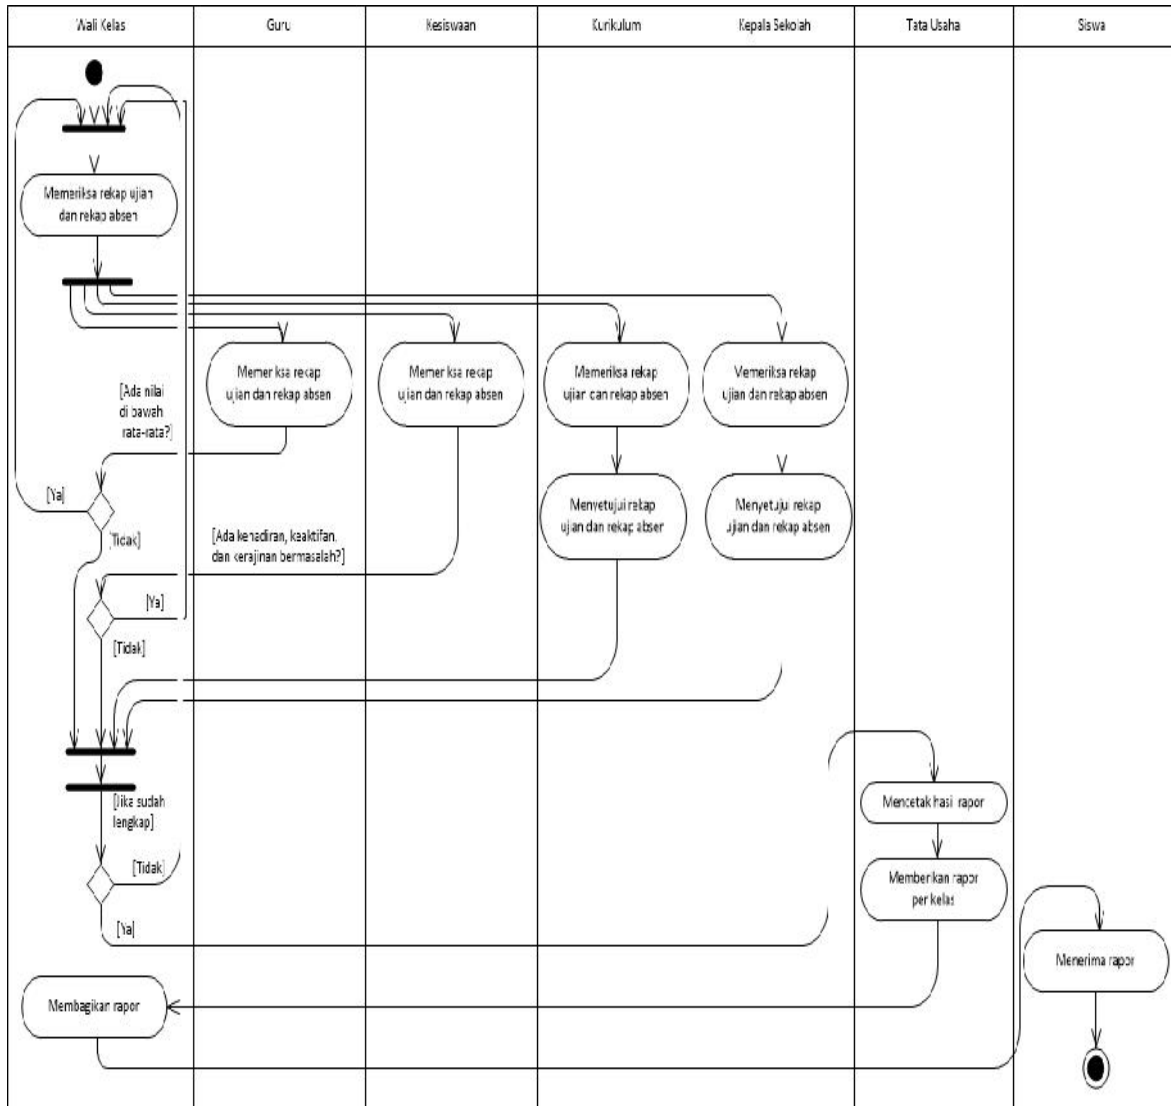 Wali Kelas
Guru
Kesiswaan
Kurikulum
Kepala Sekolah
Tata Usaha
Siswa
Memeriksa rekap ujian
dan rekap absen
Memeriksa rekap
ujian dan rekap absen
Memeriksa rekap
ujian dan rekap absen
Memeriksa rekap
ujian dan rekap absen
Memeriksa rekap
ujian dan rekap absen
[Ada nilai
di bawah
rata-rata?]
[Ya]
[Tidak]
Menyetujui rekap
ujian dan rekap absen
Menyetujui rekap
ujian dan rekap absen
[Ada kehadiran, keaktifan,
dan kerajinan bermasalah?]
[Ya]
[Tidak]
[Jika sudah
lengkap]
[Tidak]
[Ya]
Mencetak hasil rapor
Memberikan rapor
per kelas
Menerima rapor
Membagikan rapor